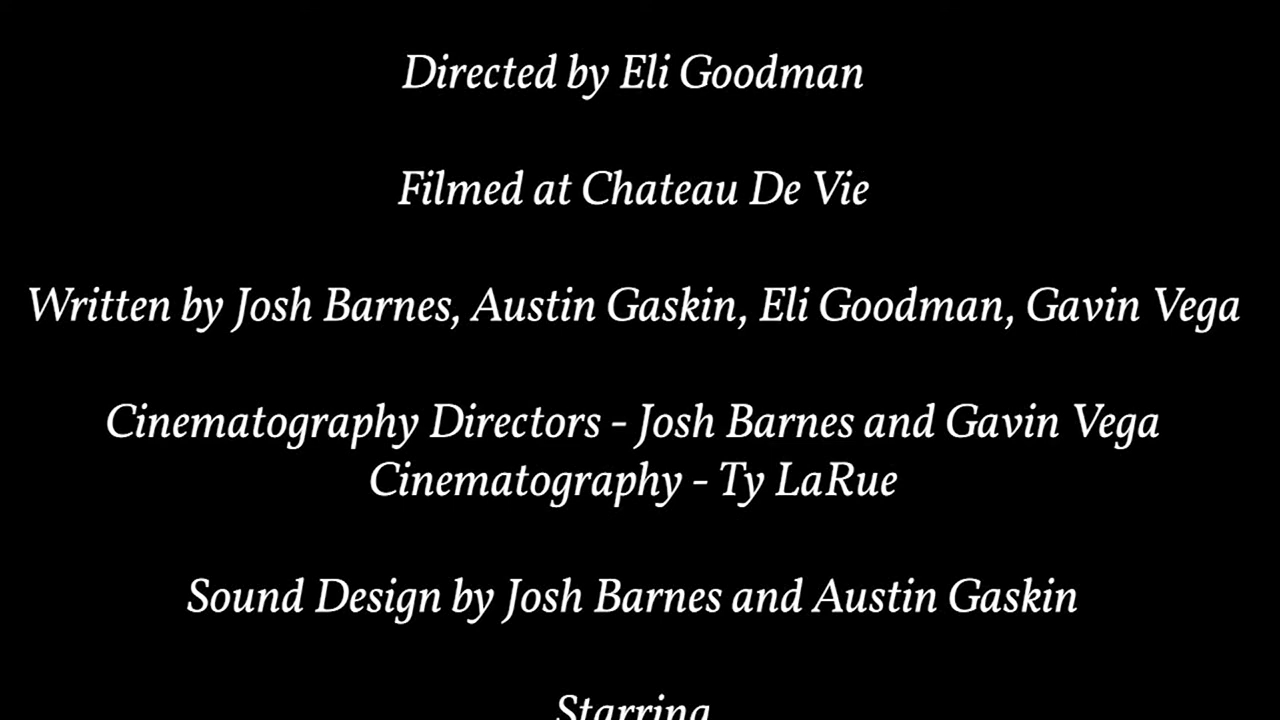 Directed by Eli Goodman
Filmed at Chateau De Vie
Written by Josh Barnes, Austin Gaskin, Eli Goodman, Gavin Vega
Cinematography Directors - Josh Barnes and Gavin Vega
Cinematography - Ty LaRue
Sound Design by Josh Barnes and Austin Gaskin
Starring